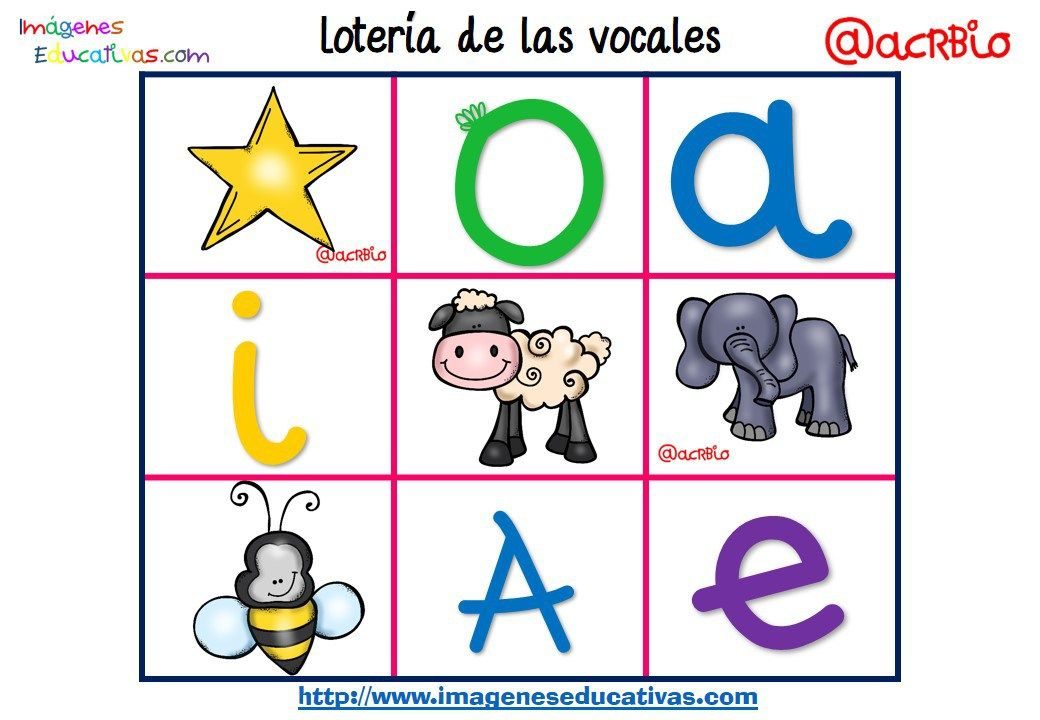 Imágenes
Educativas.com
Lotería de las vocales
@acRBio
o
a
@acRBio
i
@acRBio
A
e
http://www.imageneseducativas.com